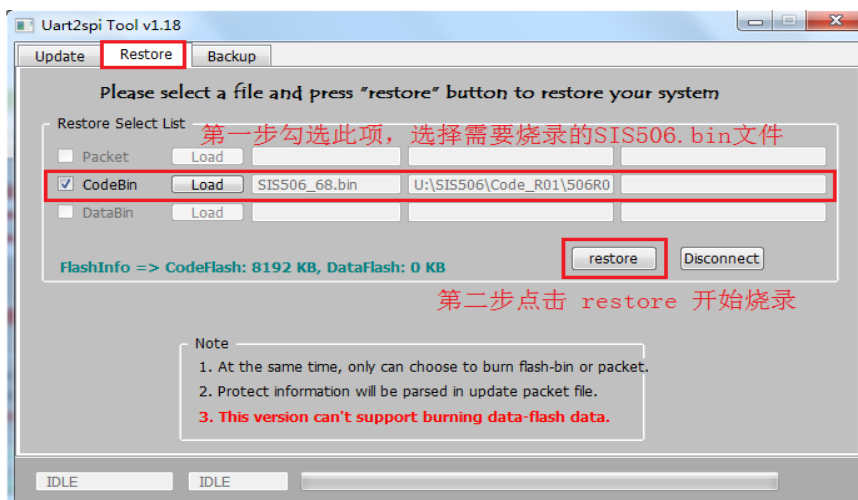 Uart2spi Tool v1.18
Update Restore Backup
Please select a file and press "restore" button to restore your system
Restore Select List
第一步勾选此项，选择需要烧录的SIS506.bin文件
Packet Load
CodeBin Load SIS506_68.bin U:\SIS506\Code_R01\506R0
DataBin Load
restore Disconnect
FlashInfo => CodeFlash: 8192 KB, DataFlash: 0 KB
第二步点击 restore 开始烧录
Note
1. At the same time, only can choose to burn flash-bin or packet.
2. Protect information will be parsed in update packet file.
3. This version can't support burning data-flash data.
IDLE IDLE